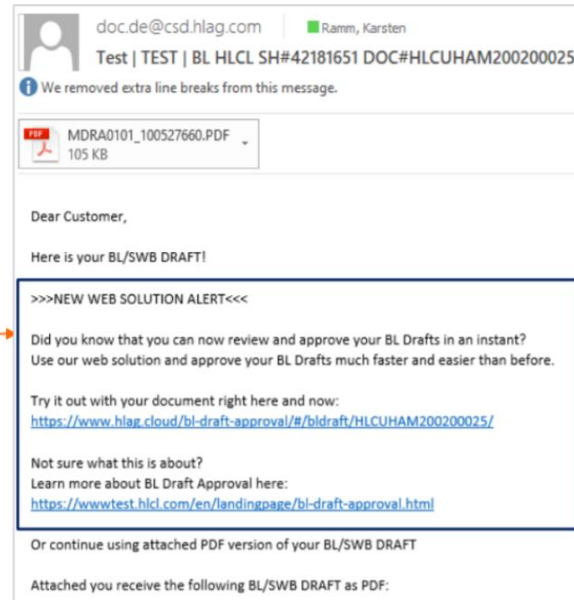 doc.de@csd.hlag.com Ramm, Karsten
Test | TEST | BL HLCL SH#42181651 DOC#HLCUHAM200200025
We removed extra line breaks from this message.
PDF
MDRA0101_100527660.PDF
105 KB
Dear Customer,
Here is your BL/SWB DRAFT!
>>>NEW WEB SOLUTION ALERT<<<
Did you know that you can now review and approve your BL Drafts in an instant?
Use our web solution and approve your BL Drafts much faster and easier than before.
Try it out with your document right here and now:
https://www.hlag.cloud/bl-draft-approval/#/bldraft/HLCUHAM200200025/
Not sure what this is about?
Learn more about BL Draft Approval here:
https://wwwtest.hlcl.com/en/landingpage/bl-draft-approval.html
Or continue using attached PDF version of your BL/SWB DRAFT
Attached you receive the following BL/SWB DRAFT as PDF: